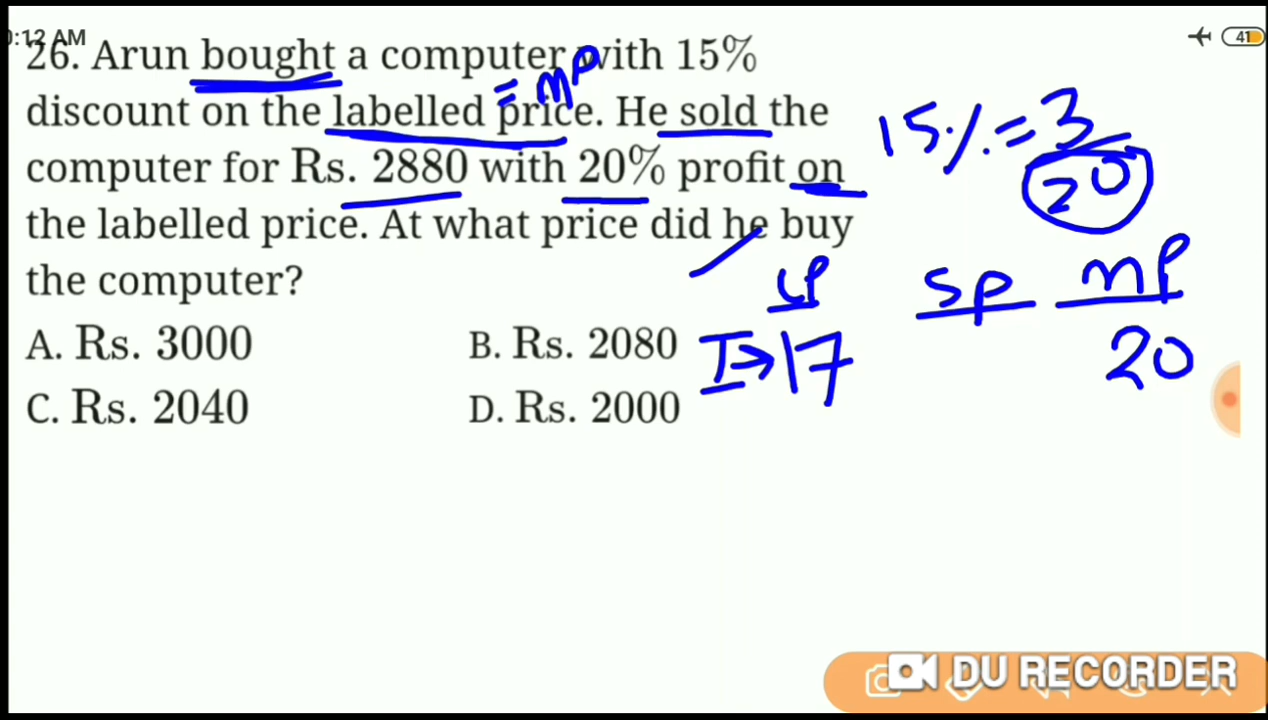 0:12 AM
41
26. Arun bought a computer with 15%
= MP
discount on the labelled price. He sold the
computer for Rs. 2880 with 20% profit on
the labelled price. At what price did he buy
the computer?
15% = 3/20
CP SP MP
A. Rs. 3000 B. Rs. 2080
I→ 17 20
C. Rs. 2040 D. Rs. 2000
DU RECORDER